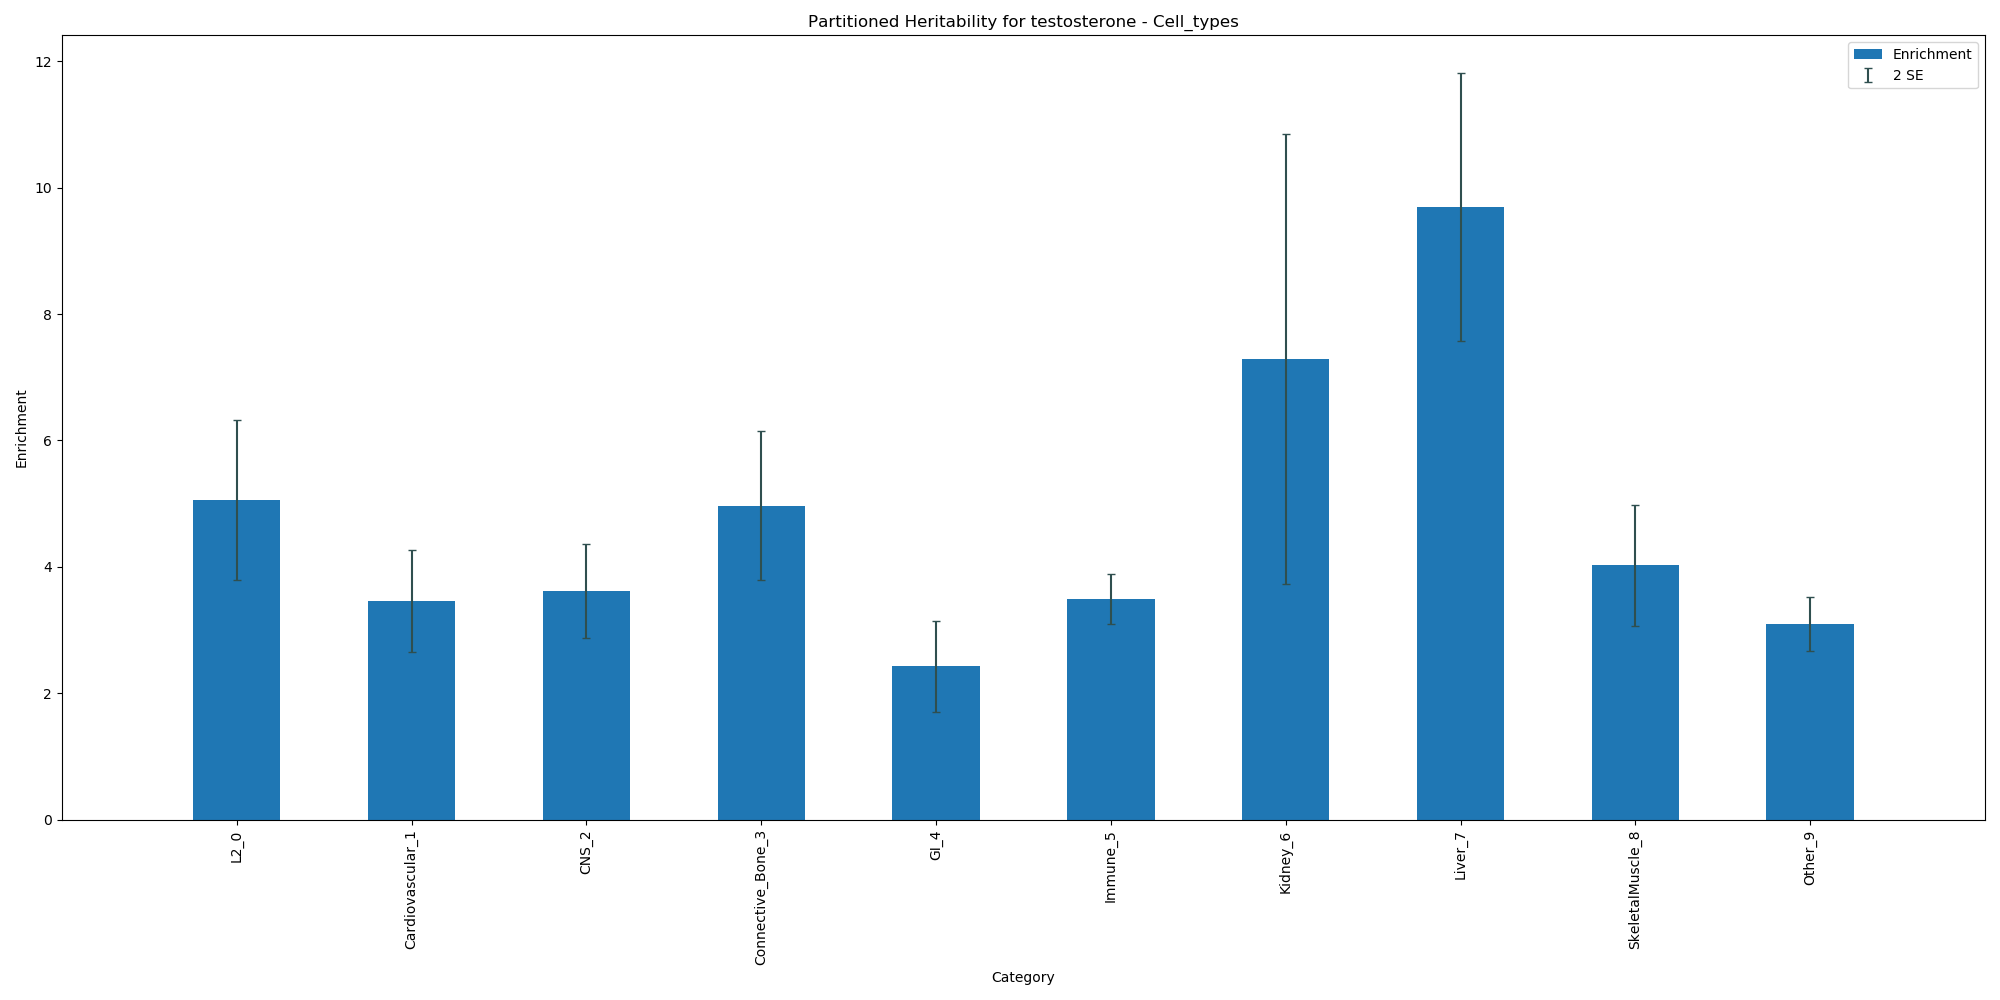 Partitioned Heritability for testosterone - Cell_types
Enrichment
2 SE
12
10
8
6
4
2
0
Enrichment
L2_0
Cardiovascular_1
CNS_2
Connective_Bone_3
GI_4
Immune_5
Kidney_6
Liver_7
SkeletalMuscle_8
Other_9
Category